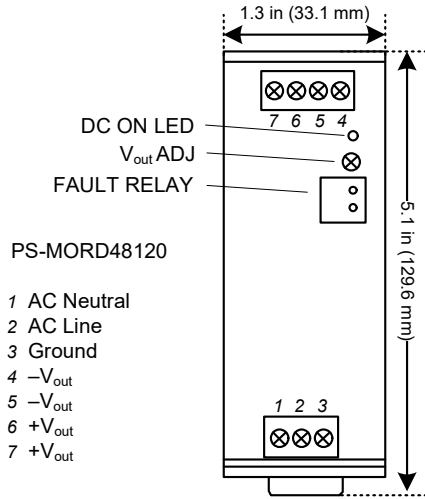 1.3 in (33.1 mm)
7 6 5 4
DC ON LED
Vout ADJ
FAULT RELAY
5.1 in (129.6 mm)
PS-MORD48120
1 AC Neutral
2 AC Line
3 Ground
4 –Vout
5 –Vout
6 +Vout
7 +Vout
1 2 3